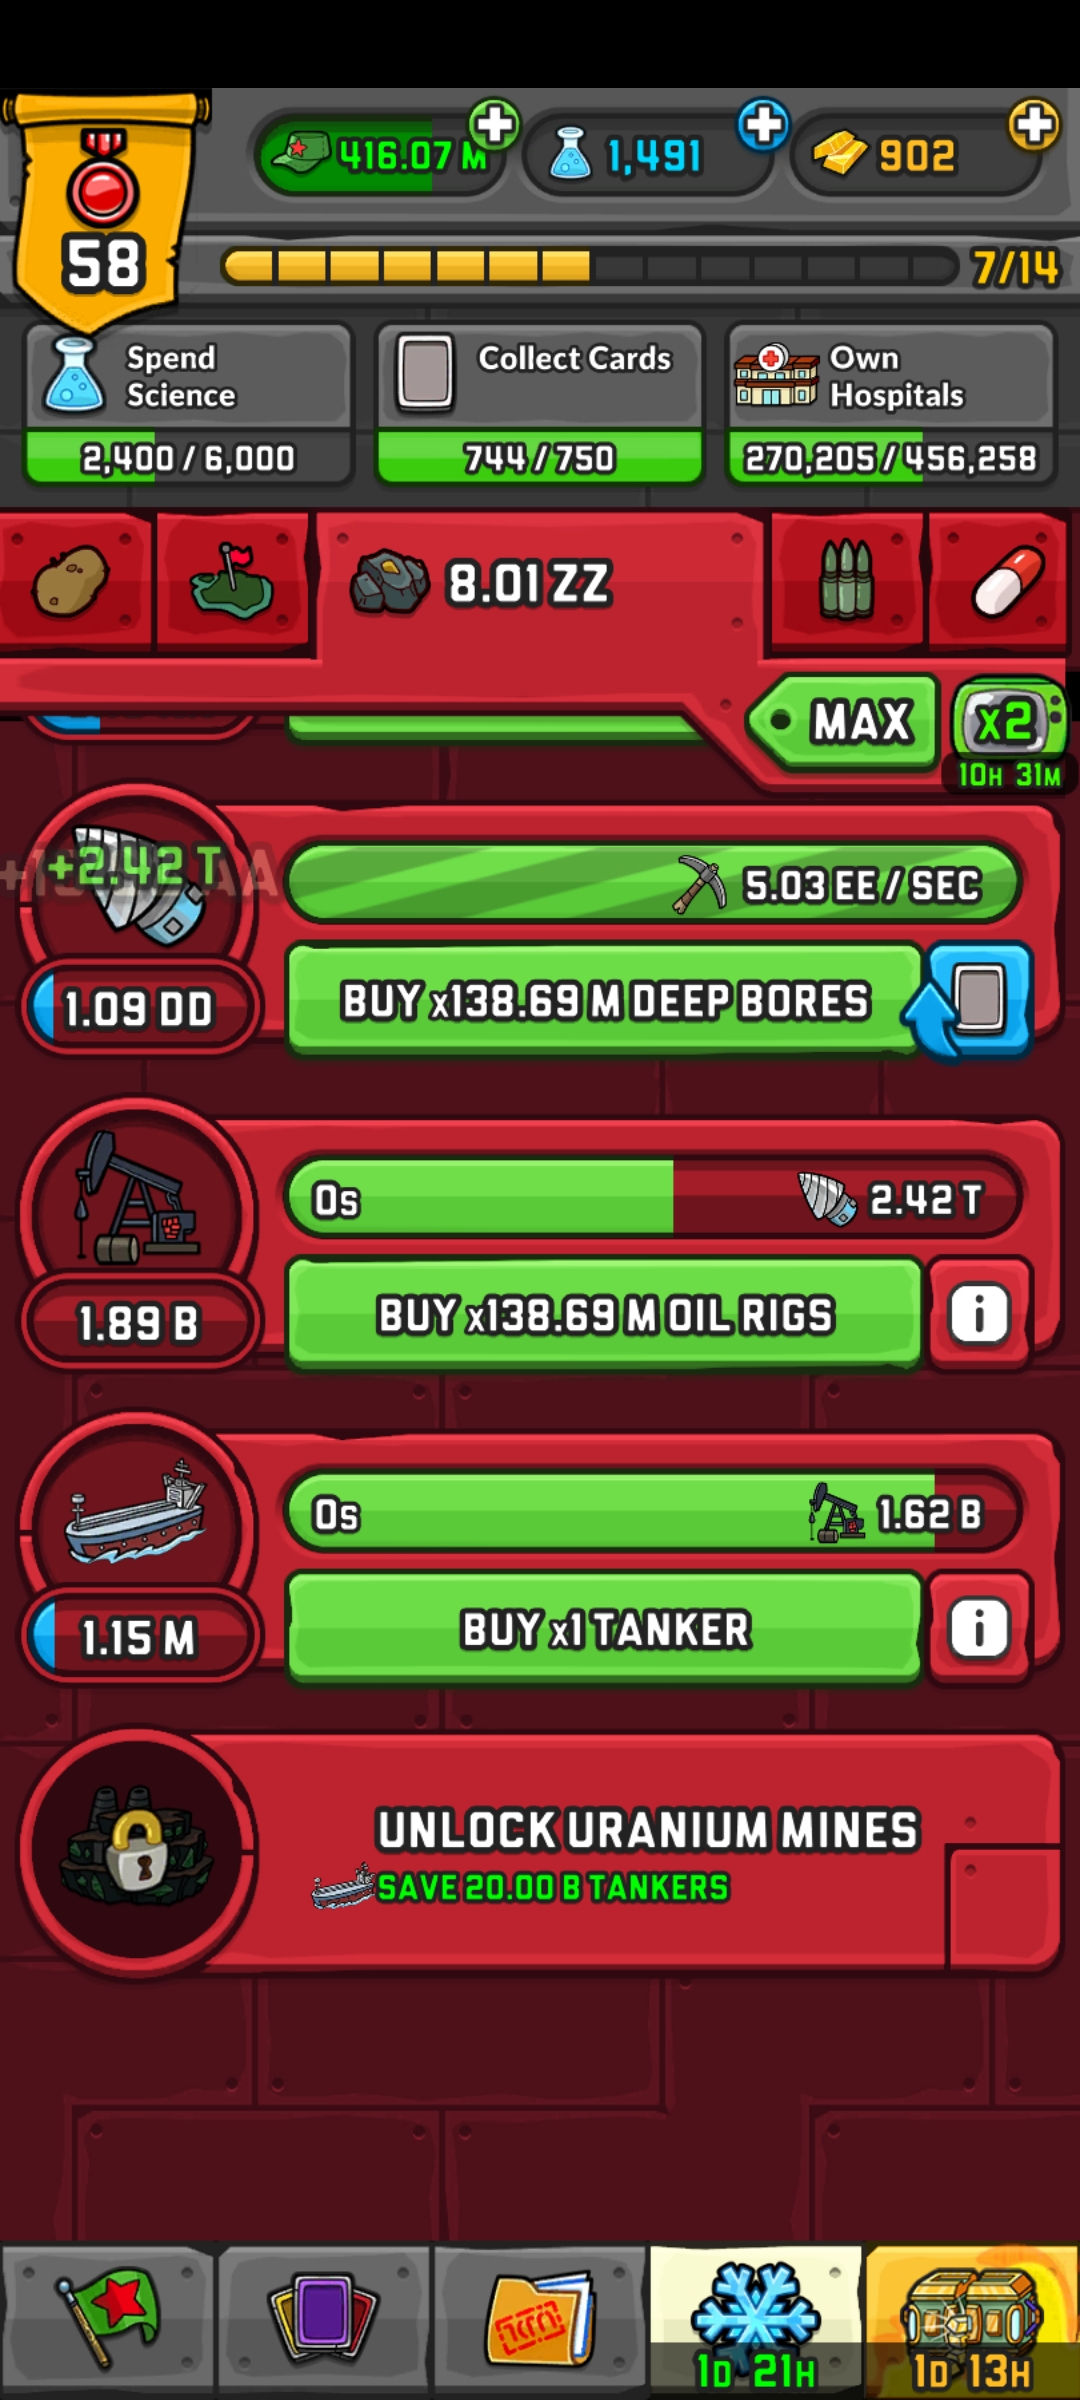 58
416.07 M
1,491
902
7/14
Spend
Science
2,400 / 6,000
Collect Cards
744 / 750
Own
Hospitals
270,205 / 456,258
8.01 ZZ
MAX
x2
10H 31M
+2.42 T
5.03 EE / SEC
1.09 DD
BUY x138.69 M DEEP BORES
0s
2.42 T
1.89 B
BUY x138.69 M OIL RIGS
i
0s
1.62 B
1.15 M
BUY x1 TANKER
i
UNLOCK URANIUM MINES
SAVE 20.00 B TANKERS
1D 21H
1D 13H